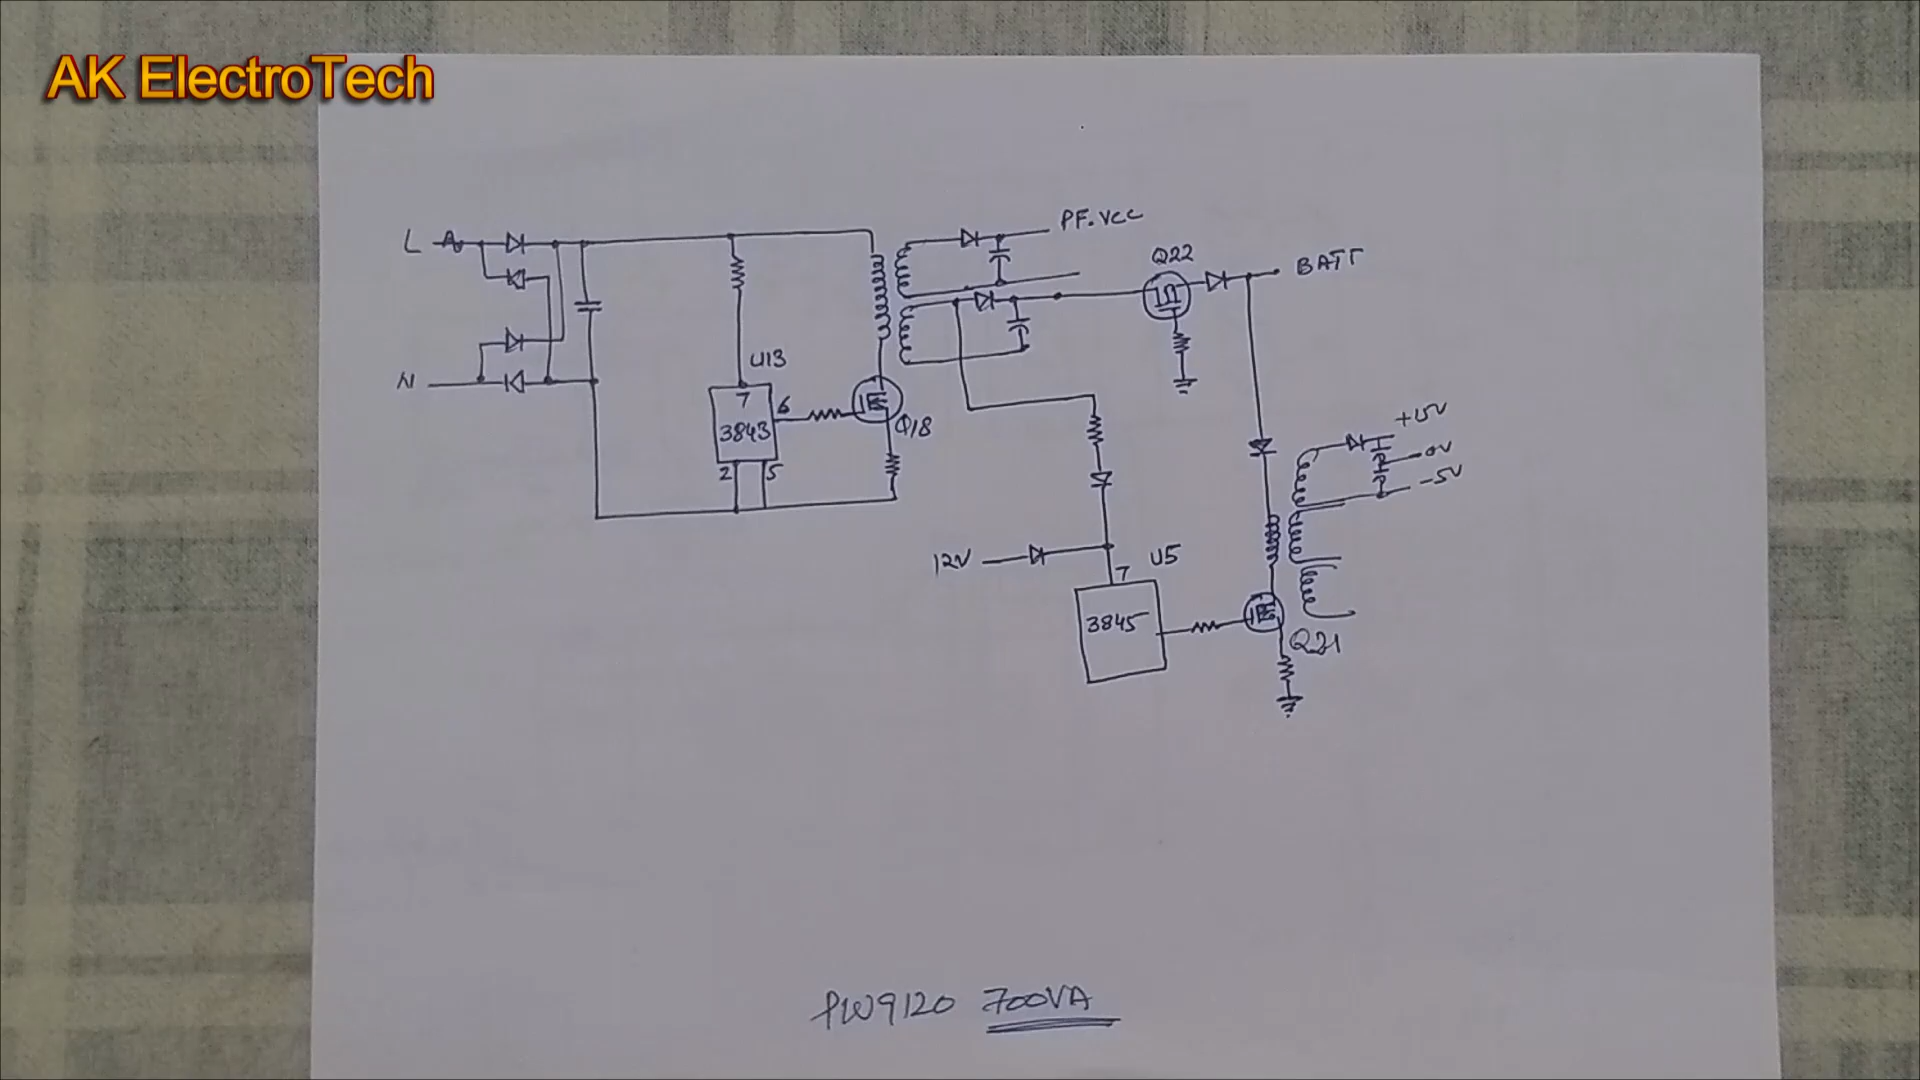 AK ElectroTech
PF.VCC
L
Q22
BATT
U13
N
7
6
3843
Q18
2 5
+15V
0V
-5V
12V
U5
7
3845
Q21
PW9120 700VA